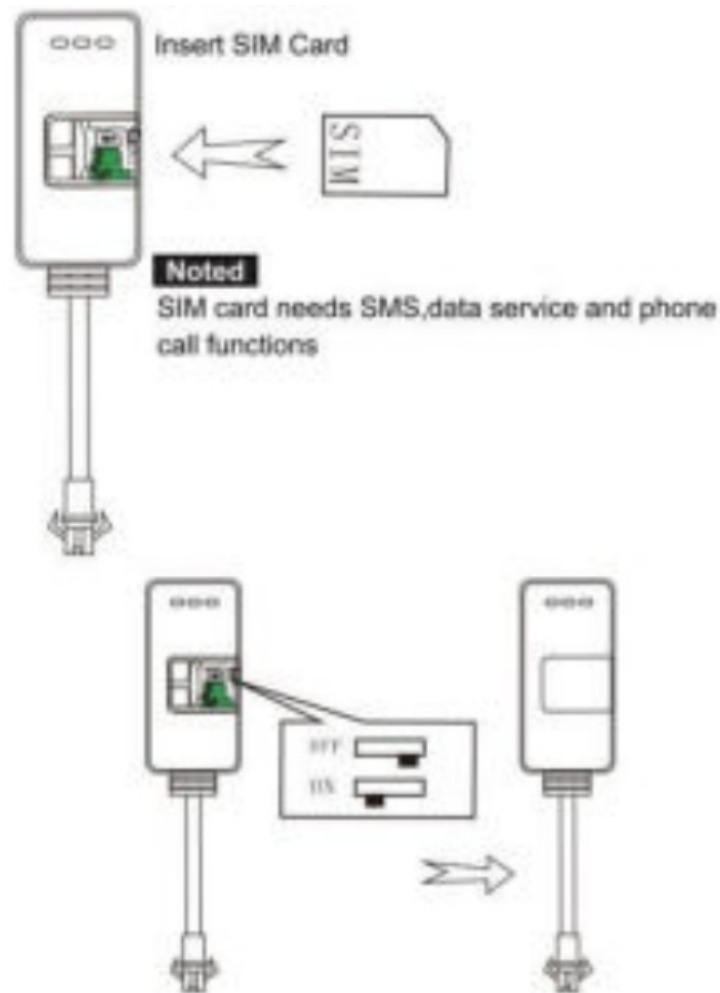 Insert SIM Card
SIM
Noted
SIM card needs SMS,data service and phone
call functions
OFF
ON